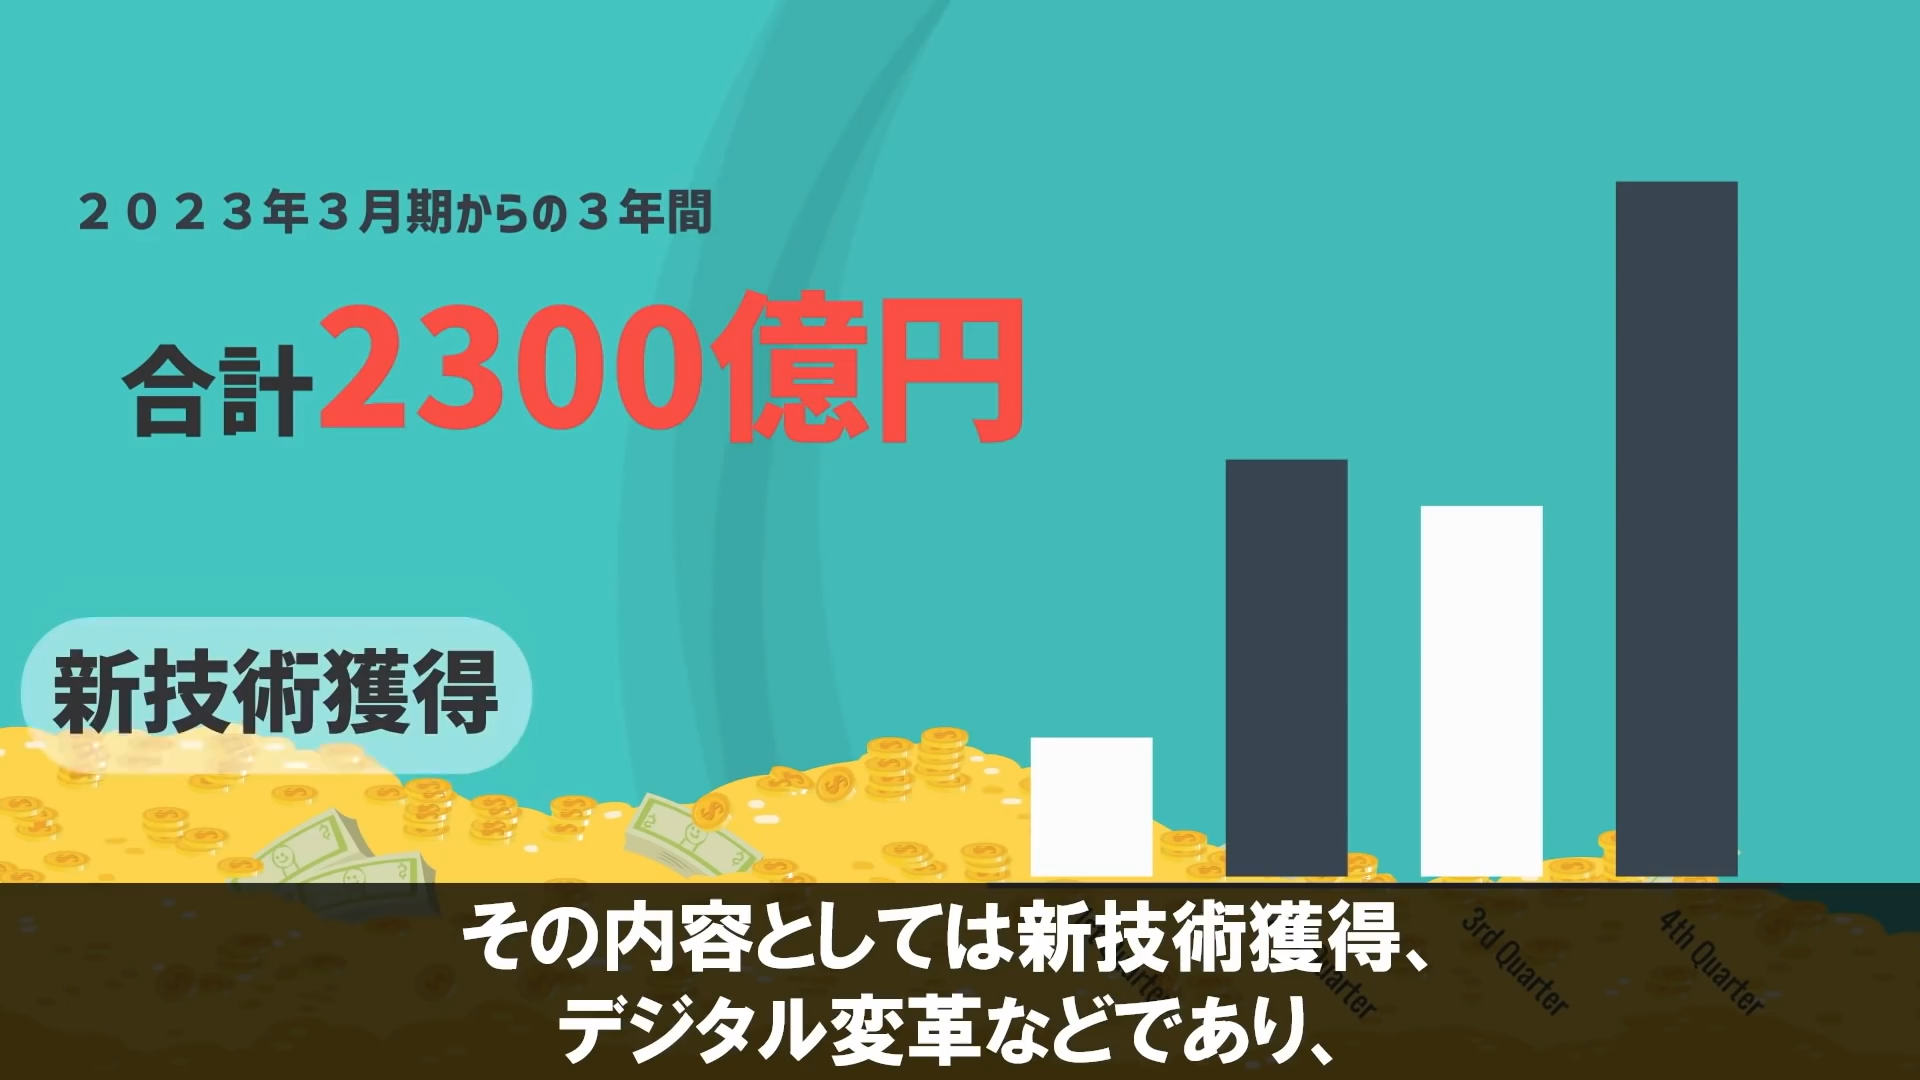 ２０２３年３月期からの３年間
合計2300億円
新技術獲得
3rd Quarter
4th Quarter
その内容としては新技術獲得、
デジタル変革などであり、